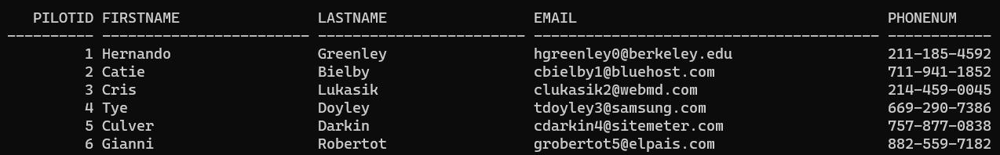 PILOTID FIRSTNAME LASTNAME EMAIL PHONENUM
---------- ------------------------ ------------------------ ---------------------------------------- ------------
1 Hernando Greenley hgreenley0@berkeley.edu 211-185-4592
2 Catie Bielby cbielby1@bluehost.com 711-941-1852
3 Cris Lukasik clukasik2@webmd.com 214-459-0045
4 Tye Doyley tdoyley3@samsung.com 669-290-7386
5 Culver Darkin cdarkin4@sitemeter.com 757-877-0838
6 Gianni Robertot grobertot5@elpais.com 882-559-7182